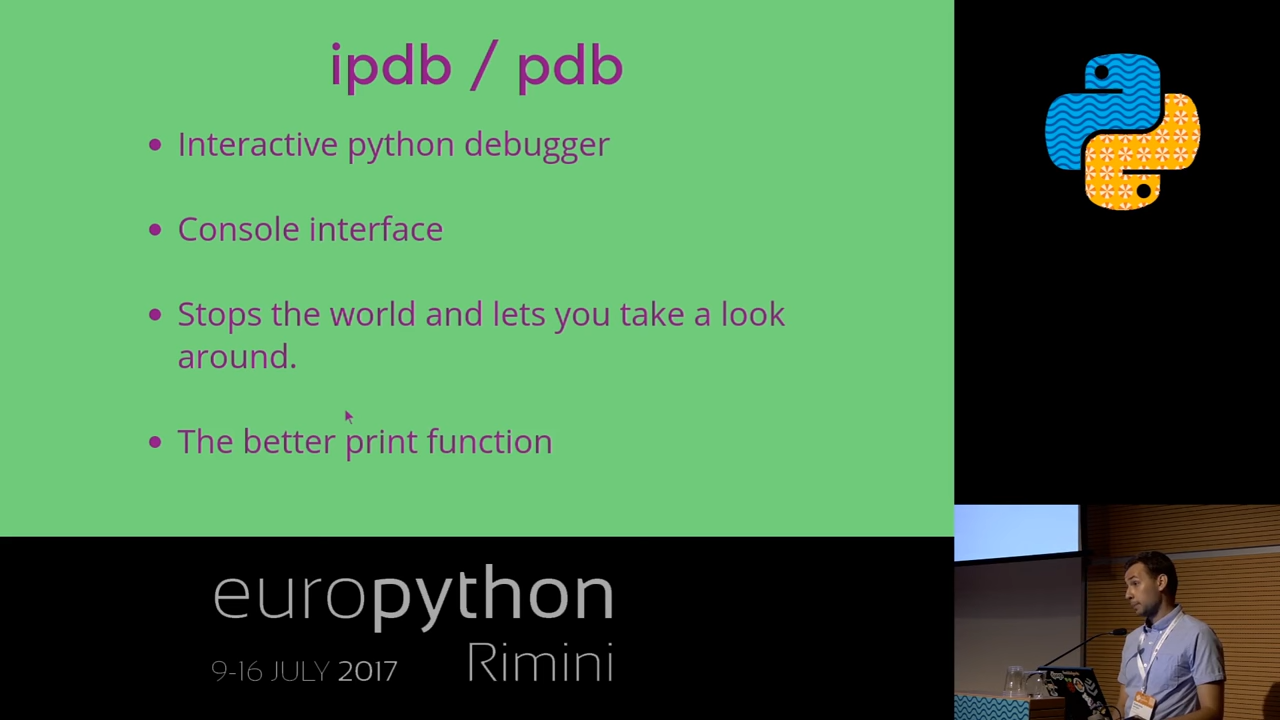 ipdb / pdb
• Interactive python debugger
• Console interface
• Stops the world and lets you take a look
around.
• The better print function
europython
9-16 JULY 2017 Rimini